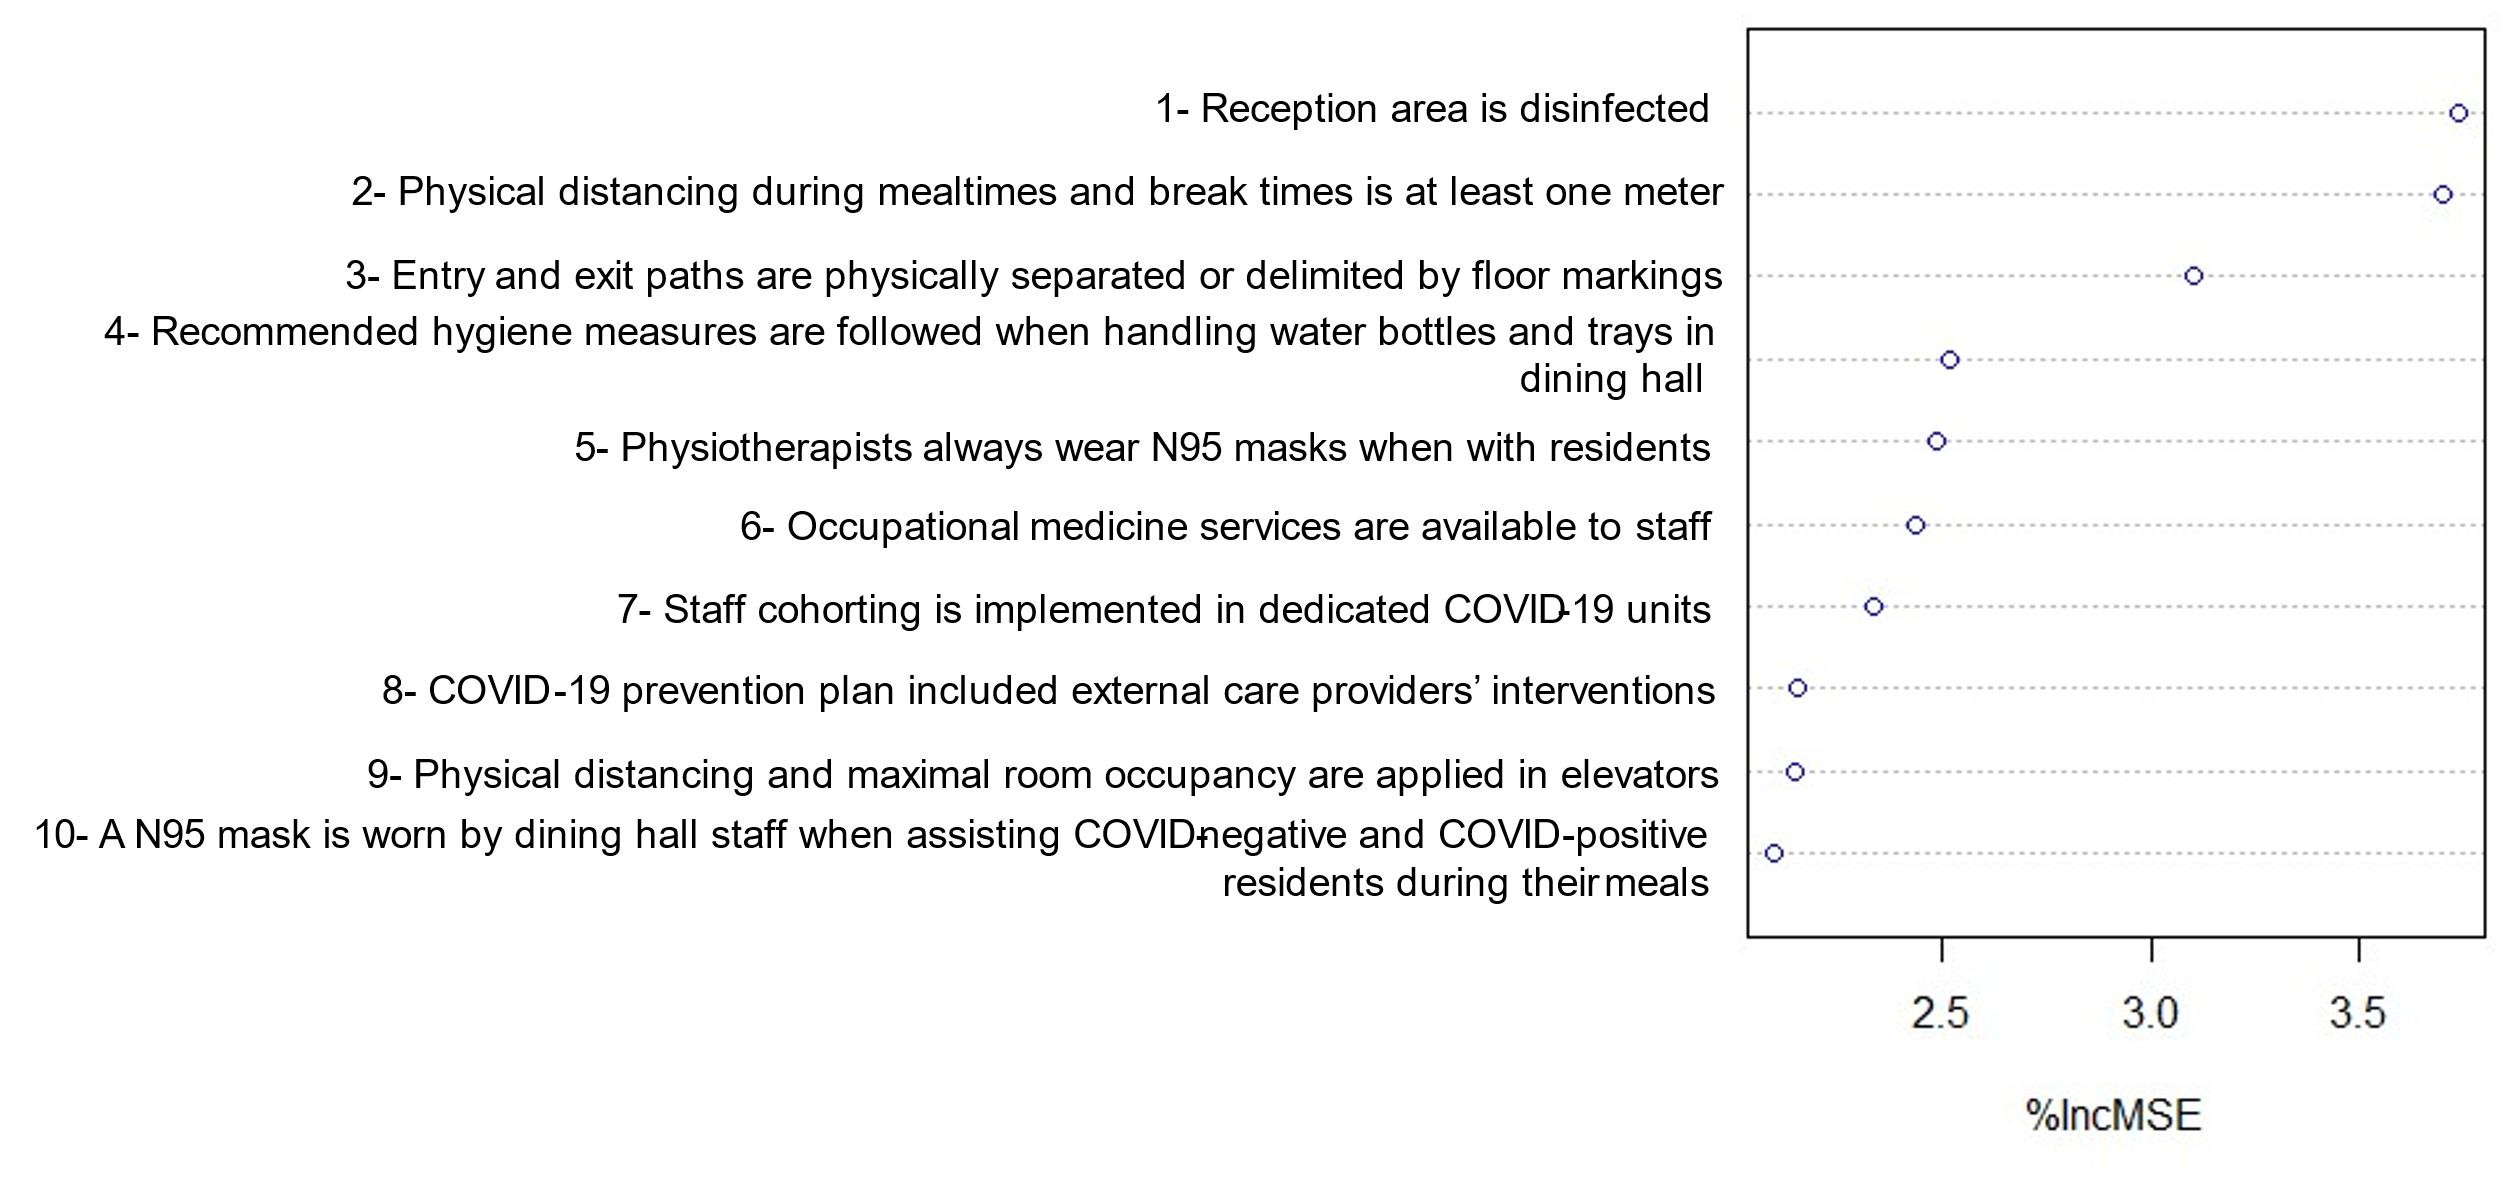 1- Reception area is disinfected
2- Physical distancing during mealtimes and break times is at least one meter
3- Entry and exit paths are physically separated or delimited by floor markings
4- Recommended hygiene measures are followed when handling water bottles and trays in
dining hall
5- Physiotherapists always wear N95 masks when with residents
6- Occupational medicine services are available to staff
7- Staff cohorting is implemented in dedicated COVID-19 units
8- COVID-19 prevention plan included external care providers’ interventions
9- Physical distancing and maximal room occupancy are applied in elevators
10- A N95 mask is worn by dining hall staff when assisting COVID-negative and COVID-positive
residents during their meals
2.5 3.0 3.5
%IncMSE